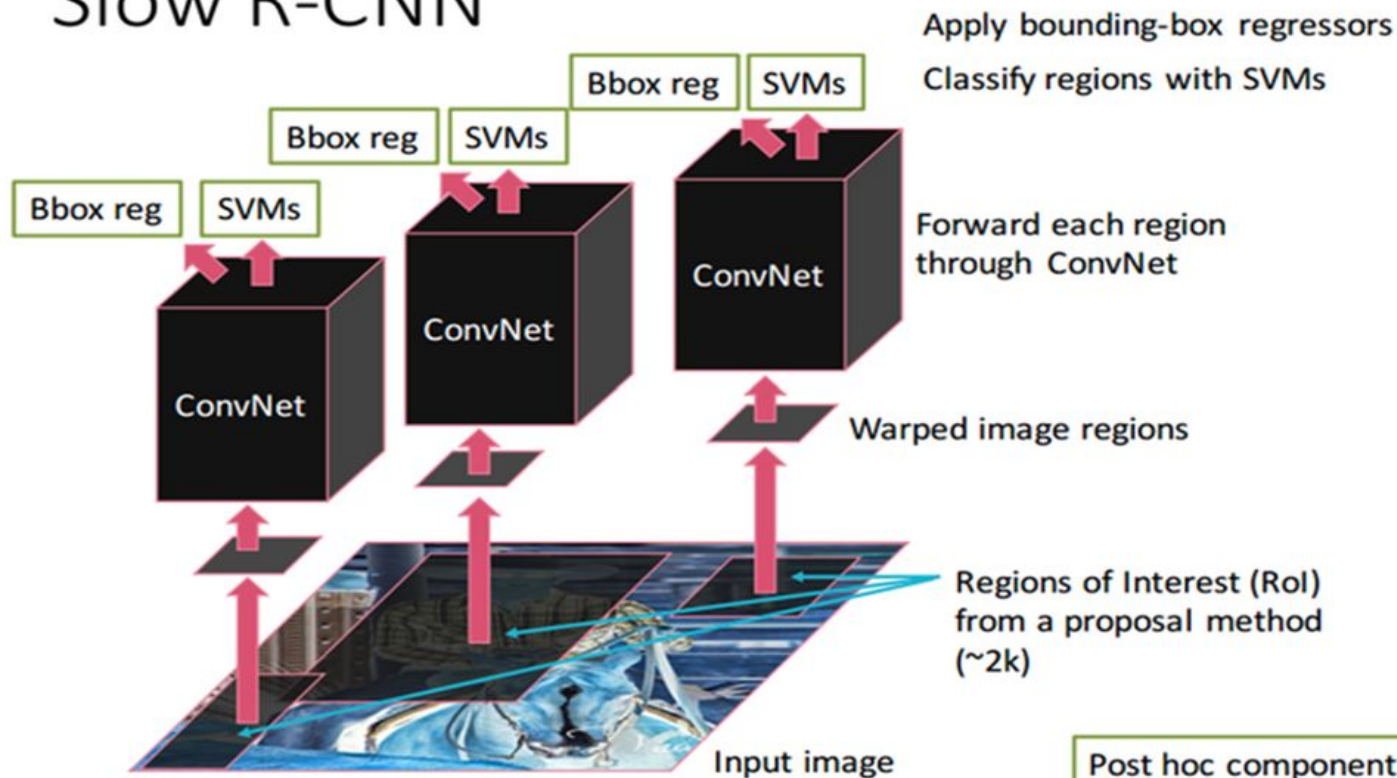 Slow R-CNN
Apply bounding-box regressors
Bbox reg
SVMs
Classify regions with SVMs
Bbox reg
SVMs
Bbox reg
SVMs
Forward each region
through ConvNet
ConvNet
ConvNet
ConvNet
Warped image regions
Regions of Interest (RoI)
from a proposal method
(~2k)
Input image
Post hoc component